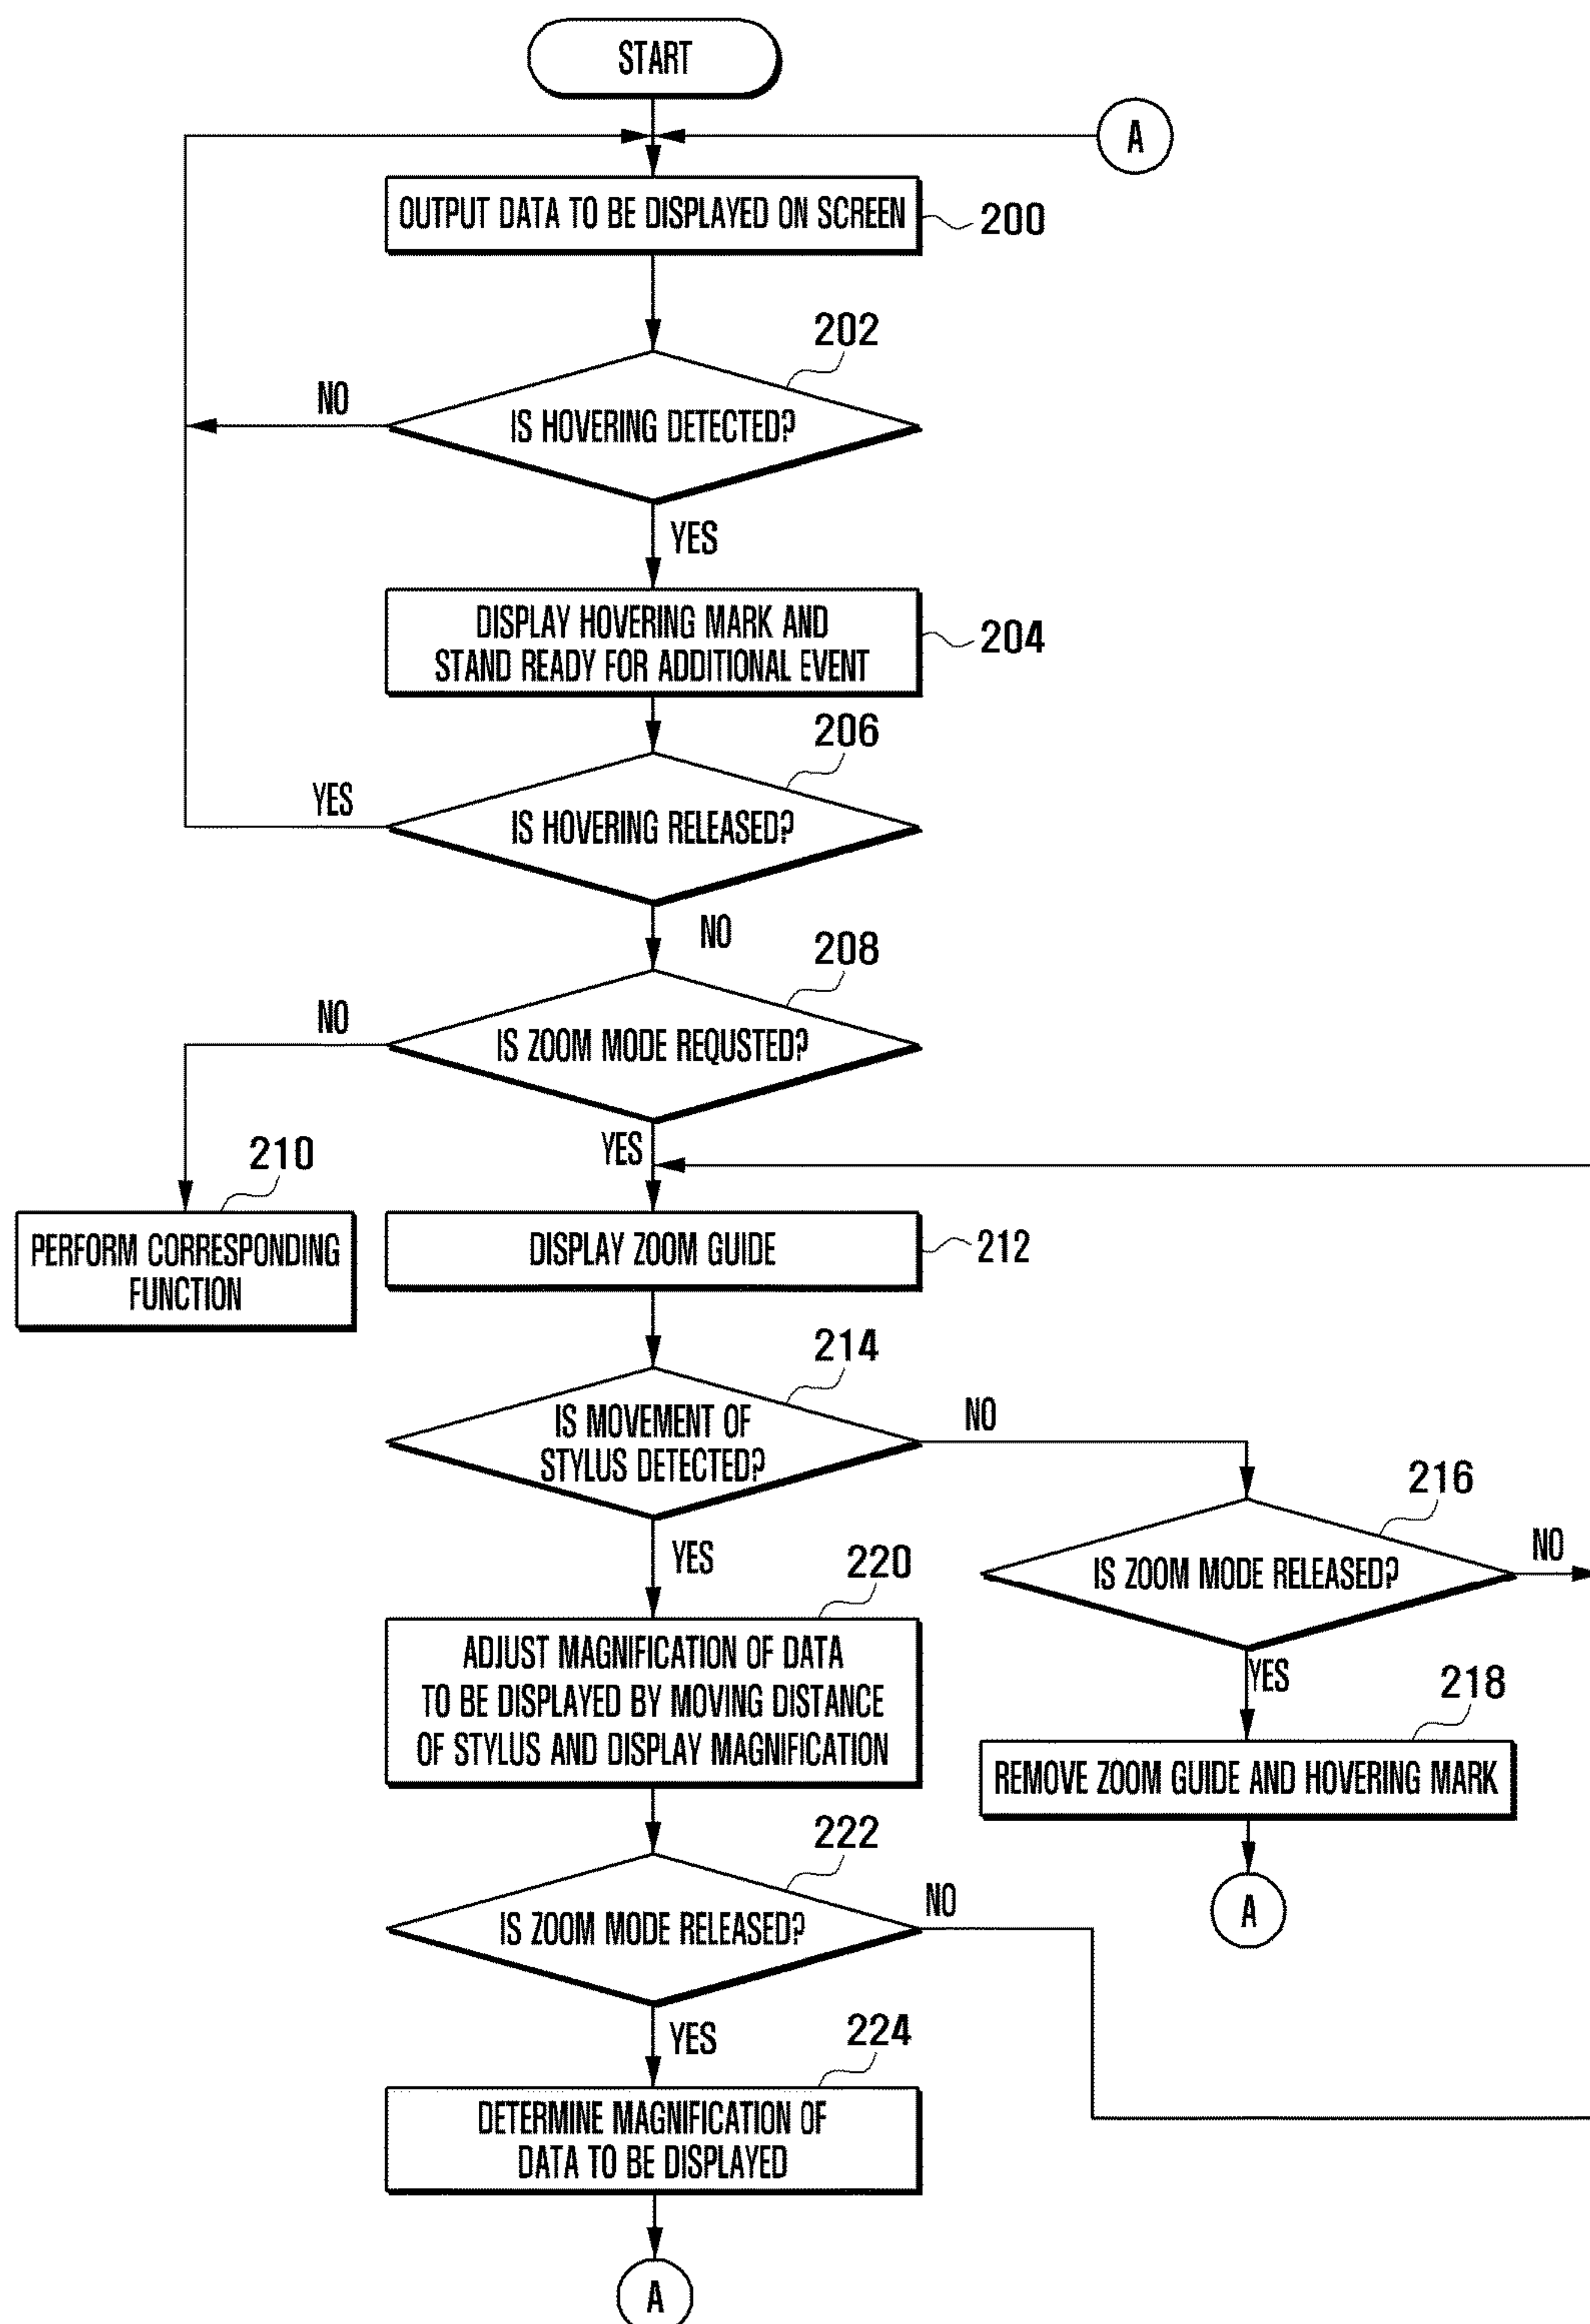 START
A
OUTPUT DATA TO BE DISPLAYED ON SCREEN
200
202
NO
IS HOVERING DETECTED?
YES
DISPLAY HOVERING MARK AND
STAND READY FOR ADDITIONAL EVENT
204
206
YES
IS HOVERING RELEASED?
NO
208
NO
IS ZOOM MODE REQUSTED?
YES
210
PERFORM CORRESPONDING
FUNCTION
DISPLAY ZOOM GUIDE
212
214
IS MOVEMENT OF
STYLUS DETECTED?
NO
216
IS ZOOM MODE RELEASED?
NO
YES
218
REMOVE ZOOM GUIDE AND HOVERING MARK
A
YES
220
ADJUST MAGNIFICATION OF DATA
TO BE DISPLAYED BY MOVING DISTANCE
OF STYLUS AND DISPLAY MAGNIFICATION
222
NO
IS ZOOM MODE RELEASED?
YES
224
DETERMINE MAGNIFICATION OF
DATA TO BE DISPLAYED
A